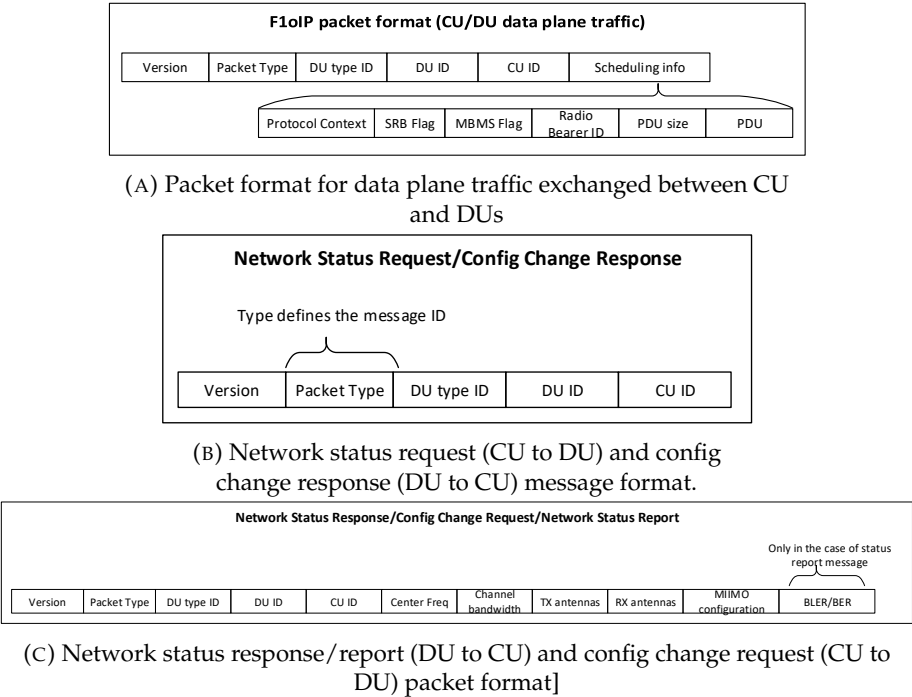 F1oIP packet format (CU/DU data plane traffic)
Version Packet Type DU type ID DU ID CU ID Scheduling info
Protocol Context SRB Flag MBMS Flag Radio Bearer ID PDU size PDU
(A) Packet format for data plane traffic exchanged between CU
and DUs
Network Status Request/Config Change Response
Type defines the message ID
Version Packet Type DU type ID DU ID CU ID
(B) Network status request (CU to DU) and config
change response (DU to CU) message format.
Network Status Response/Config Change Request/Network Status Report
Only in the case of status
report message
Version Packet Type DU type ID DU ID CU ID Center Freq Channel bandwidth TX antennas RX antennas MIIMO configuration BLER/BER
(C) Network status response/report (DU to CU) and config change request (CU to
DU) packet format]